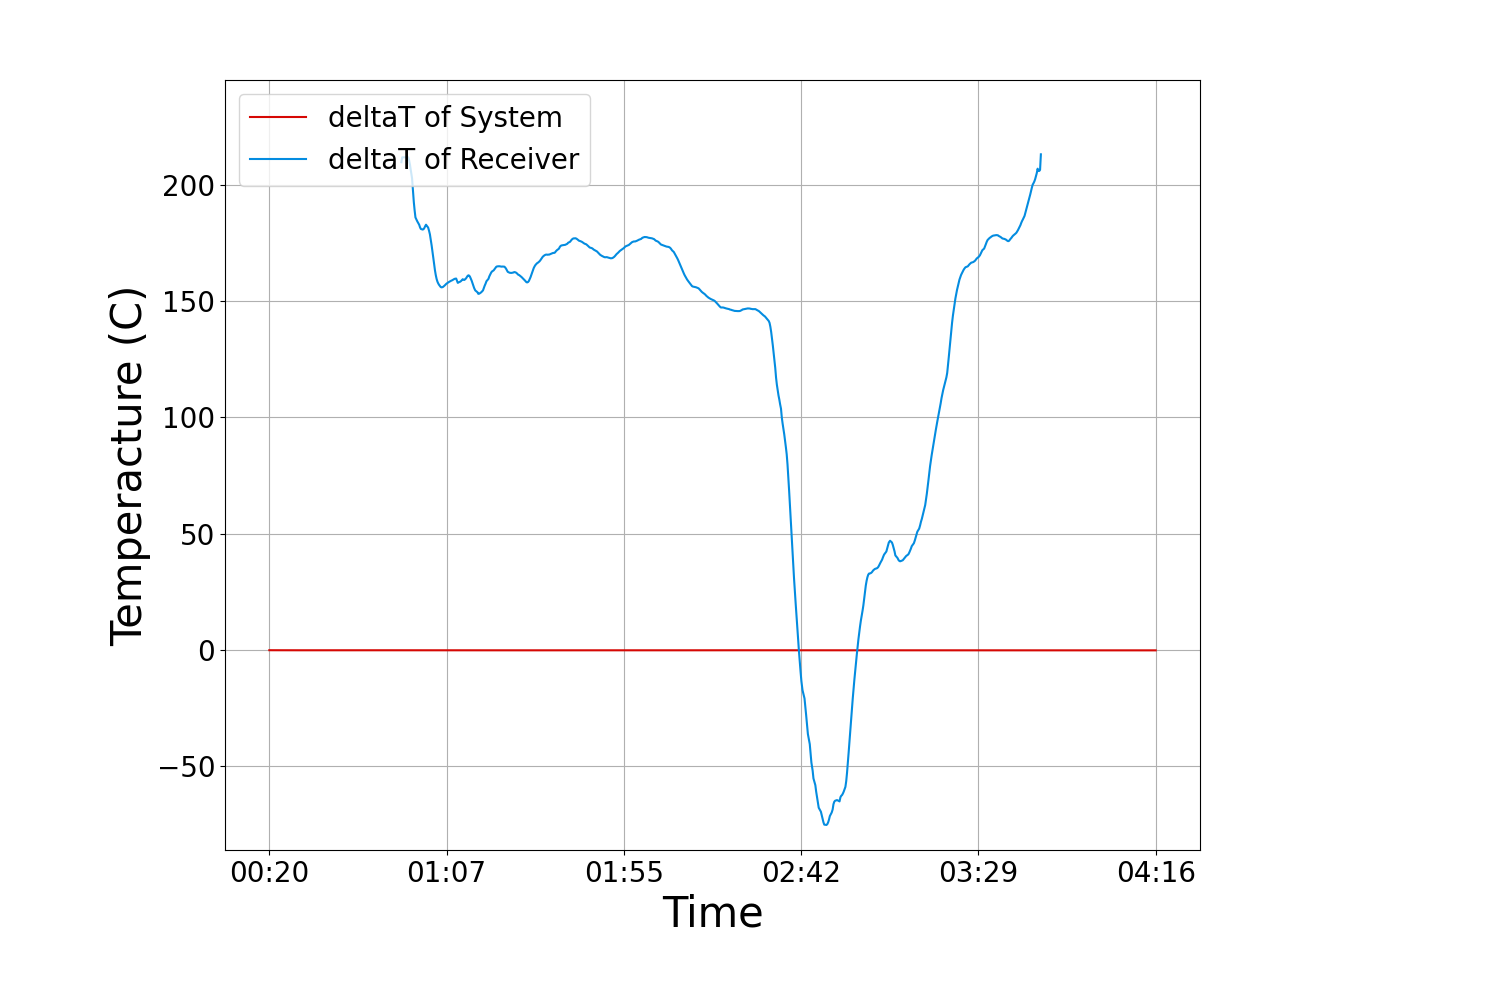 deltaT of System
deltaT of Receiver
200
150
100
50
0
−50
Temperacture (C)
00:20 01:07 01:55 02:42 03:29 04:16
Time